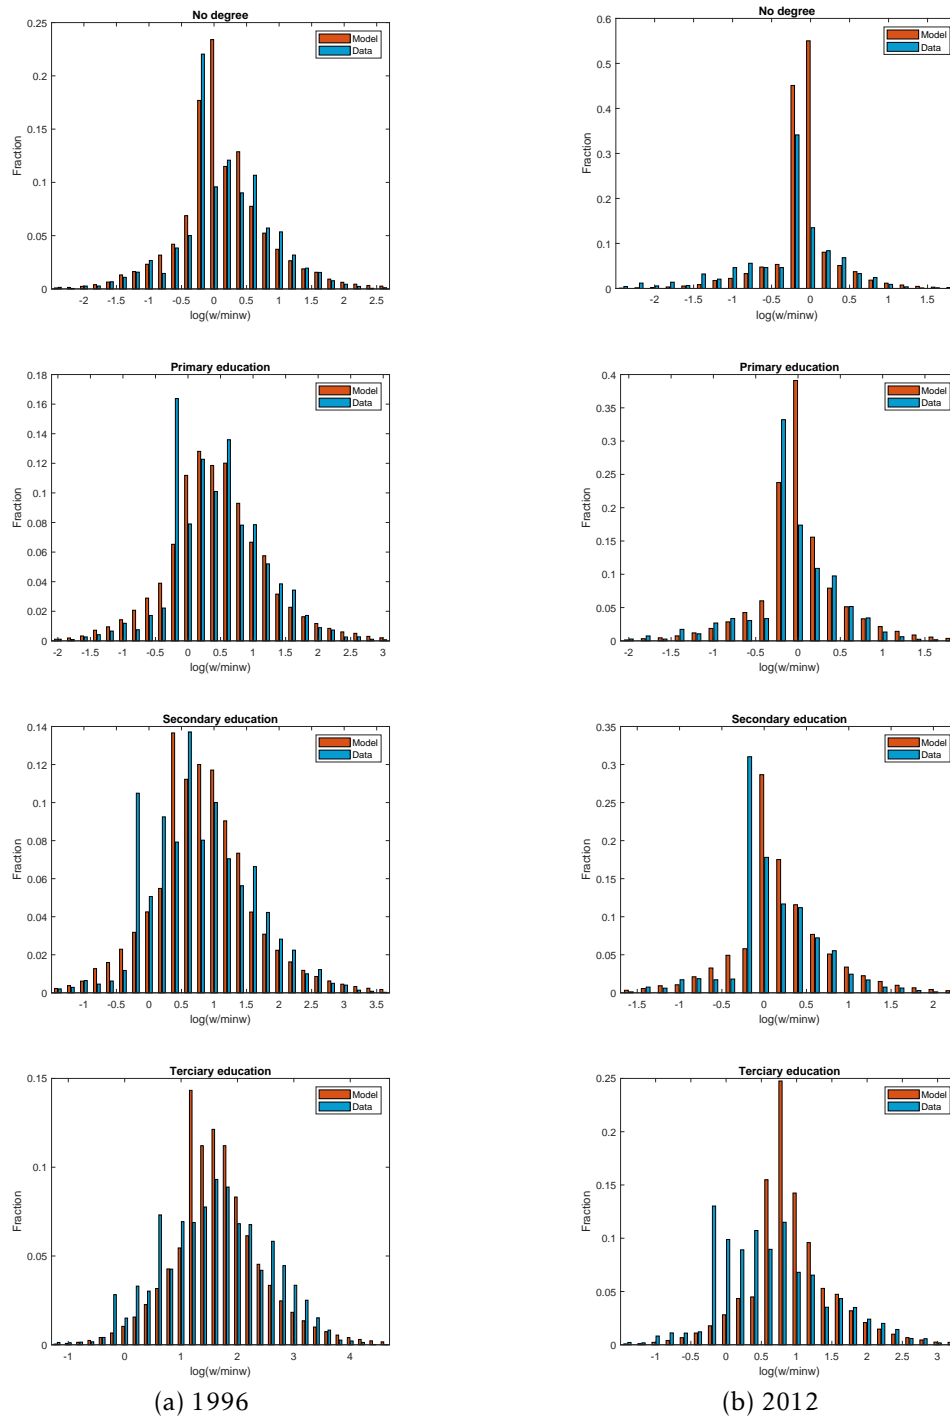 No degree
0.25
0.2
0.15
0.1
0.05
0
Fraction
Model
Data
-2 -1.5 -1 -0.5 0 0.5 1 1.5 2 2.5
log(w/minw)
Primary education
0.18
0.16
0.14
0.12
0.1
0.08
0.06
0.04
0.02
0
Fraction
Model
Data
-2 -1.5 -1 -0.5 0 0.5 1 1.5 2 2.5 3
log(w/minw)
Secondary education
0.14
0.12
0.1
0.08
0.06
0.04
0.02
0
Fraction
Model
Data
-1 -0.5 0 0.5 1 1.5 2 2.5 3 3.5
log(w/minw)
Terciary education
0.15
0.1
0.05
0
Fraction
Model
Data
-1 0 1 2 3 4
log(w/minw)
(a) 1996
No degree
0.6
0.5
0.4
0.3
0.2
0.1
0
Fraction
Model
Data
-2 -1.5 -1 -0.5 0 0.5 1 1.5
log(w/minw)
Primary education
0.4
0.35
0.3
0.25
0.2
0.15
0.1
0.05
0
Fraction
Model
Data
-2 -1.5 -1 -0.5 0 0.5 1 1.5
log(w/minw)
Secondary education
0.35
0.3
0.25
0.2
0.15
0.1
0.05
0
Fraction
Model
Data
-1.5 -1 -0.5 0 0.5 1 1.5 2
log(w/minw)
Terciary education
0.25
0.2
0.15
0.1
0.05
0
Fraction
Model
Data
-1 -0.5 0 0.5 1 1.5 2 2.5 3
log(w/minw)
(b) 2012